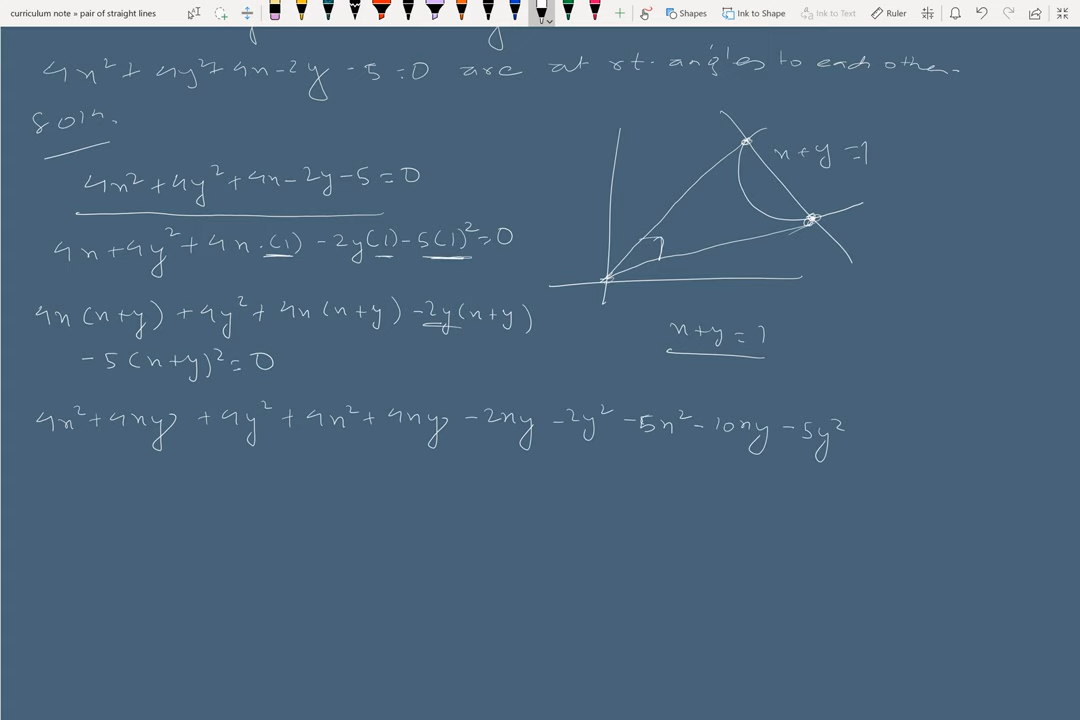 curriculum note » pair of straight lines
Shapes Ink to Shape Ink to Text Ruler
4x² + 4y² + 4x - 2y - 5 = 0 are at rt. angles to each other.
Soln.
4x² + 4y² + 4x - 2y - 5 = 0
4x + 4y² + 4x.(1) - 2y(1) - 5(1)² = 0
4x(x+y) + 4y² + 4x(x+y) - 2y(x+y)
- 5(x+y)² = 0
4x² + 4xy + 4y² + 4x² + 4xy - 2xy - 2y² - 5x² - 10xy - 5y²
x + y = 1
x + y = 1